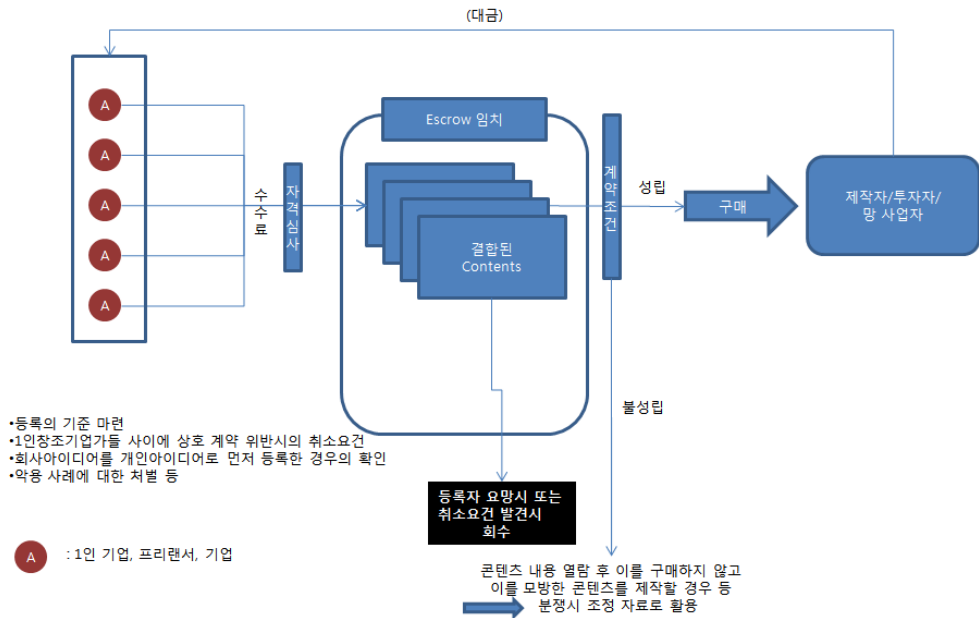 (대금)
A
A
A
A
A
수수료
자격심사
Escrow 임치
결합된
Contents
계약조건
성립
구매
제작자/투자자/
망 사업자
불성립
•등록의 기준 마련
•1인창조기업가들 사이에 상호 계약 위반시의 취소요건
•회사아이디어를 개인아이디어로 먼저 등록한 경우의 확인
•악용 사례에 대한 처벌 등
등록자 요망시 또는
취소요건 발견시
회수
A : 1인 기업, 프리랜서, 기업
콘텐츠 내용 열람 후 이를 구매하지 않고
이를 모방한 콘텐츠를 제작할 경우 등
분쟁시 조정 자료로 활용